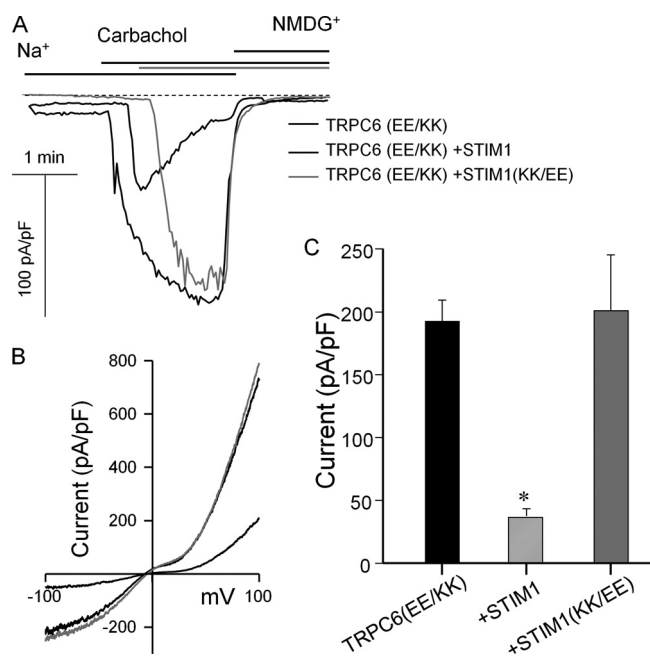 A
Na+
Carbachol
NMDG+
1 min
100 pA/pF
TRPC6 (EE/KK)
TRPC6 (EE/KK) +STIM1
TRPC6 (EE/KK) +STIM1(KK/EE)
B
Current (pA/pF)
800
600
400
200
-200
-100
mV
100
C
Current (pA/pF)
250
200
150
100
50
0
*
TRPC6(EE/KK)
+STIM1
+STIM1(KK/EE)